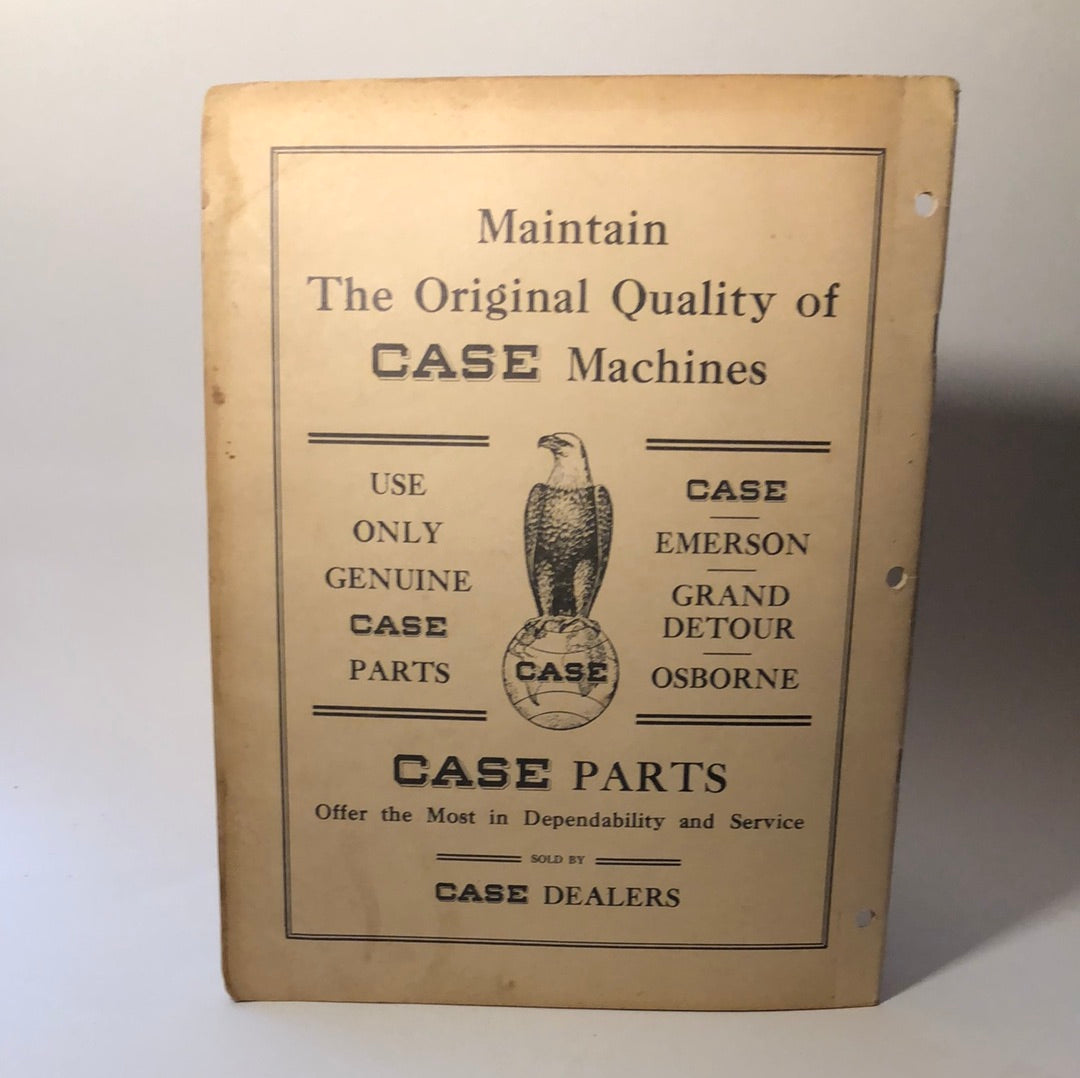 Maintain
The Original Quality of
CASE Machines
USE
ONLY
GENUINE
CASE
PARTS
CASE
CASE
EMERSON
GRAND
DETOUR
OSBORNE
CASE PARTS
Offer the Most in Dependability and Service
SOLD BY
CASE DEALERS